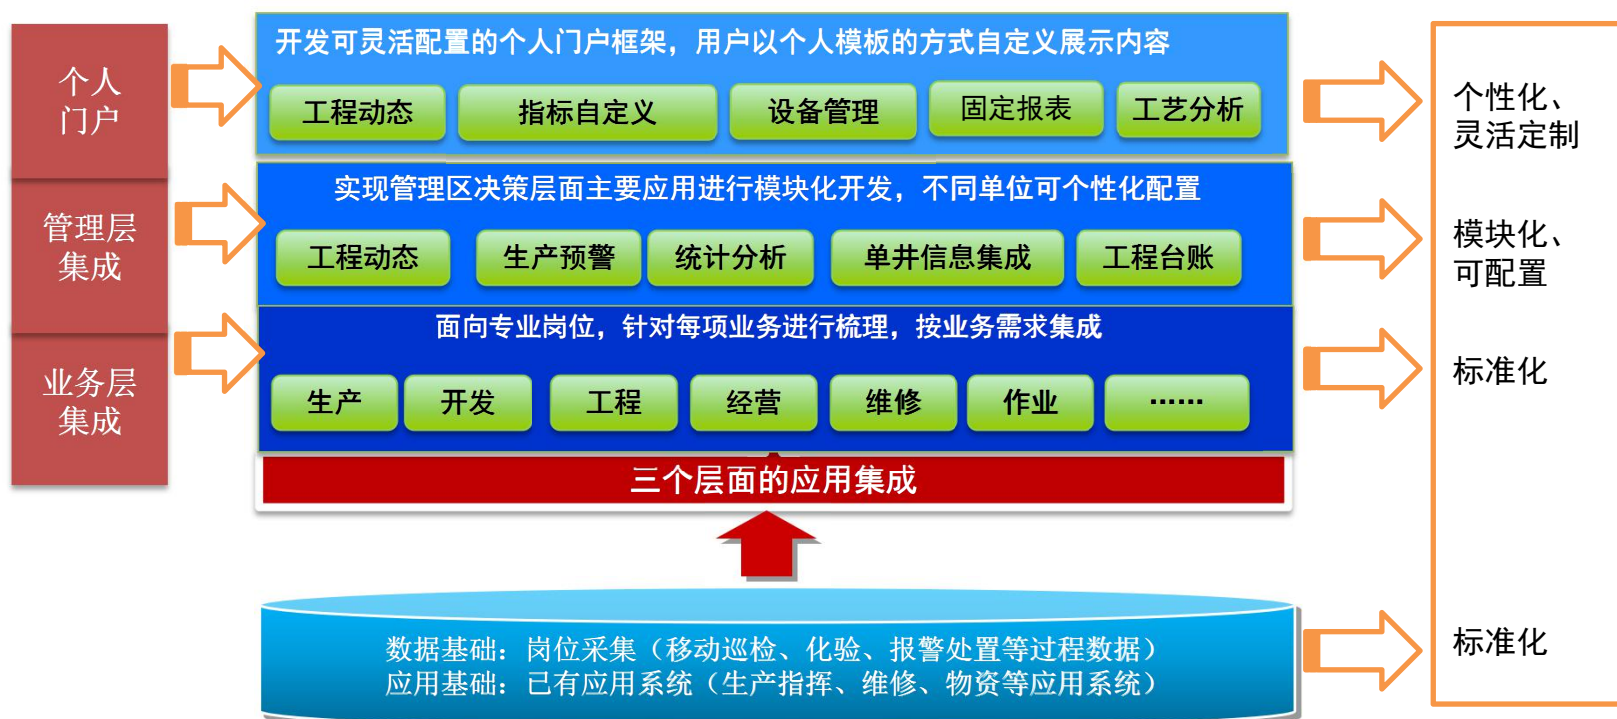 个人
门户
开发可灵活配置的个人门户框架，用户以个人模板的方式自定义展示内容
工程动态
指标自定义
设备管理
固定报表
工艺分析
个性化、
灵活定制
管理层
集成
实现管理区决策层面主要应用进行模块化开发，不同单位可个性化配置
工程动态
生产预警
统计分析
单井信息集成
工程台账
模块化、
可配置
业务层
集成
面向专业岗位，针对每项业务进行梳理，按业务需求集成
生产
开发
工程
经营
维修
作业
......
标准化
三个层面的应用集成
数据基础：岗位采集（移动巡检、化验、报警处置等过程数据）
应用基础：已有应用系统（生产指挥、维修、物资等应用系统）
标准化